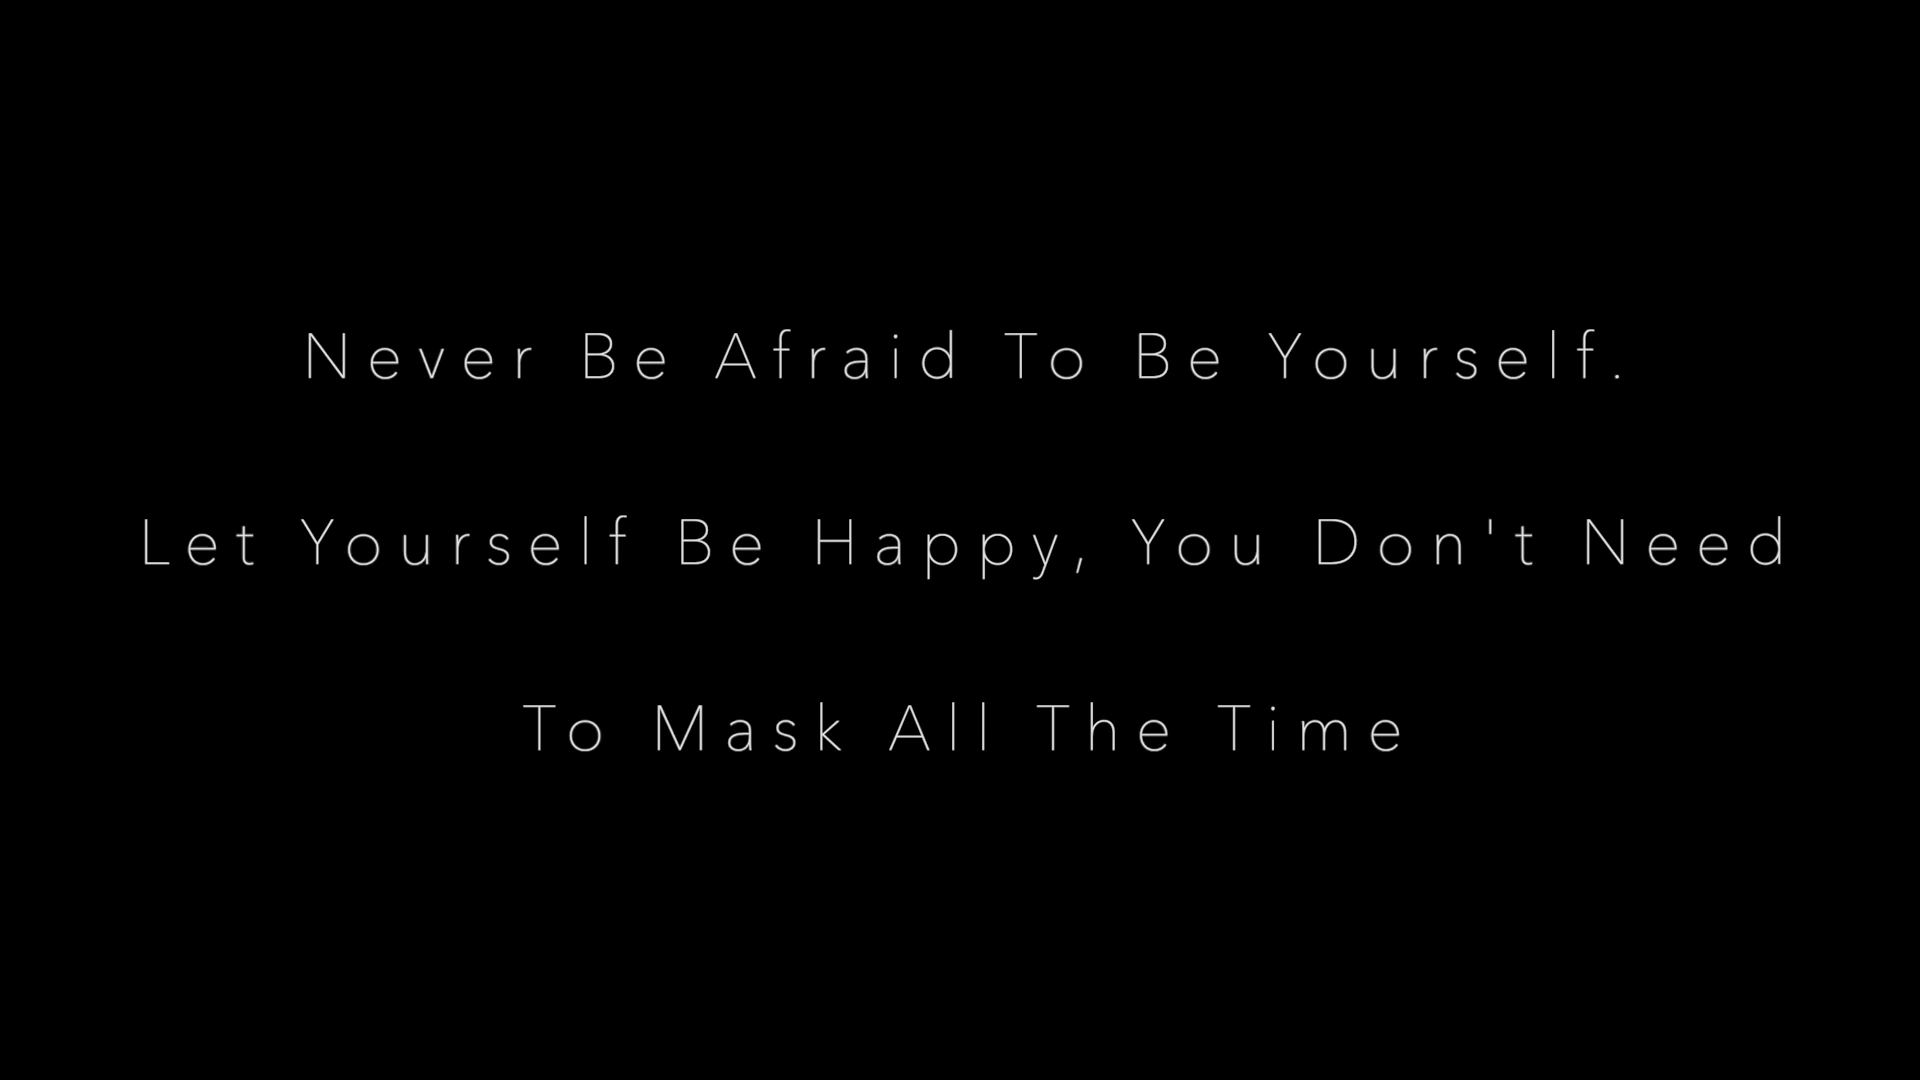 Never Be Afraid To Be Yourself.
Let Yourself Be Happy, You Don't Need
To Mask All The Time